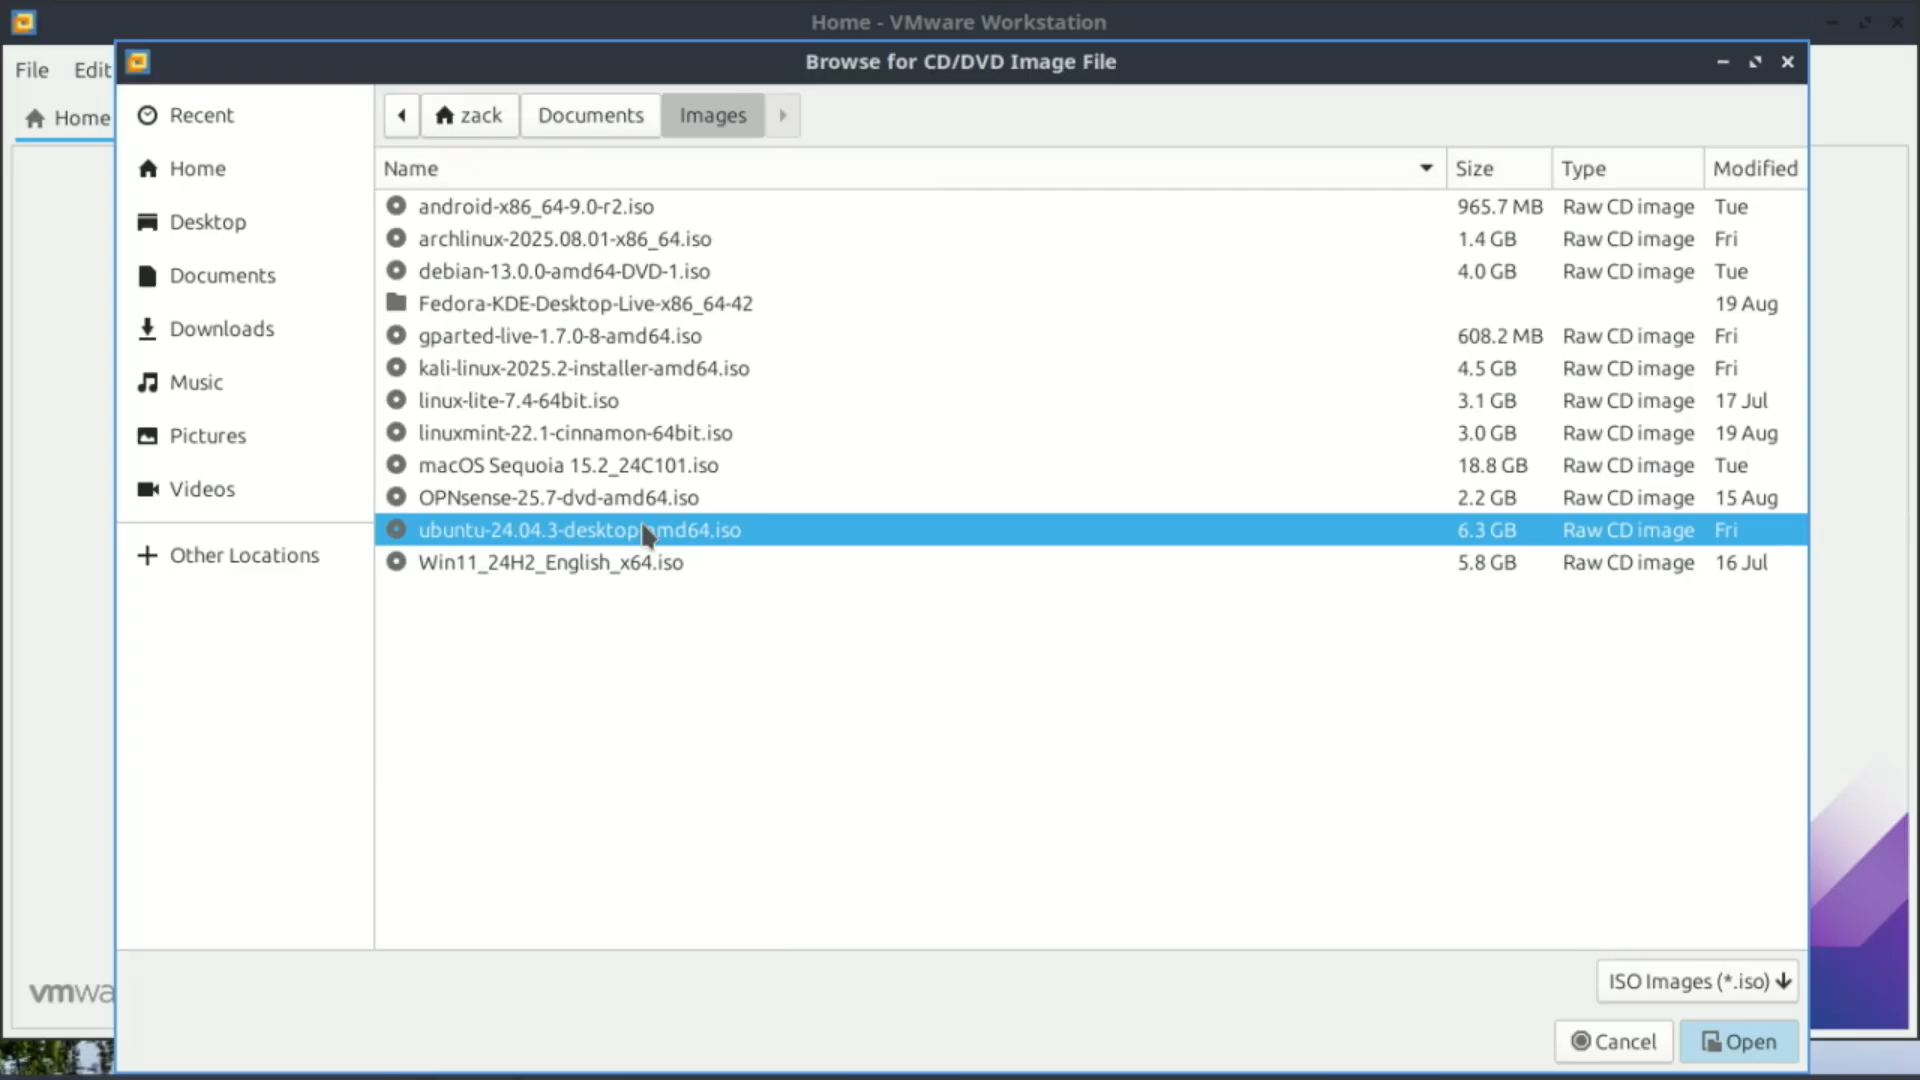 Home - VMware Workstation
File Edit
Browse for CD/DVD Image File
Home
Recent
Home
Desktop
Documents
Downloads
Music
Pictures
Videos
Other Locations
zack Documents Images
Name Size Type Modified
android-x86_64-9.0-r2.iso 965.7 MB Raw CD image Tue
archlinux-2025.08.01-x86_64.iso 1.4 GB Raw CD image Fri
debian-13.0.0-amd64-DVD-1.iso 4.0 GB Raw CD image Tue
Fedora-KDE-Desktop-Live-x86_64-42 19 Aug
gparted-live-1.7.0-8-amd64.iso 608.2 MB Raw CD image Fri
kali-linux-2025.2-installer-amd64.iso 4.5 GB Raw CD image Fri
linux-lite-7.4-64bit.iso 3.1 GB Raw CD image 17 Jul
linuxmint-22.1-cinnamon-64bit.iso 3.0 GB Raw CD image 19 Aug
macOS Sequoia 15.2_24C101.iso 18.8 GB Raw CD image Tue
OPNsense-25.7-dvd-amd64.iso 2.2 GB Raw CD image 15 Aug
ubuntu-24.04.3-desktop-amd64.iso 6.3 GB Raw CD image Fri
Win11_24H2_English_x64.iso 5.8 GB Raw CD image 16 Jul
vmwa
ISO Images (*.iso)
Cancel Open